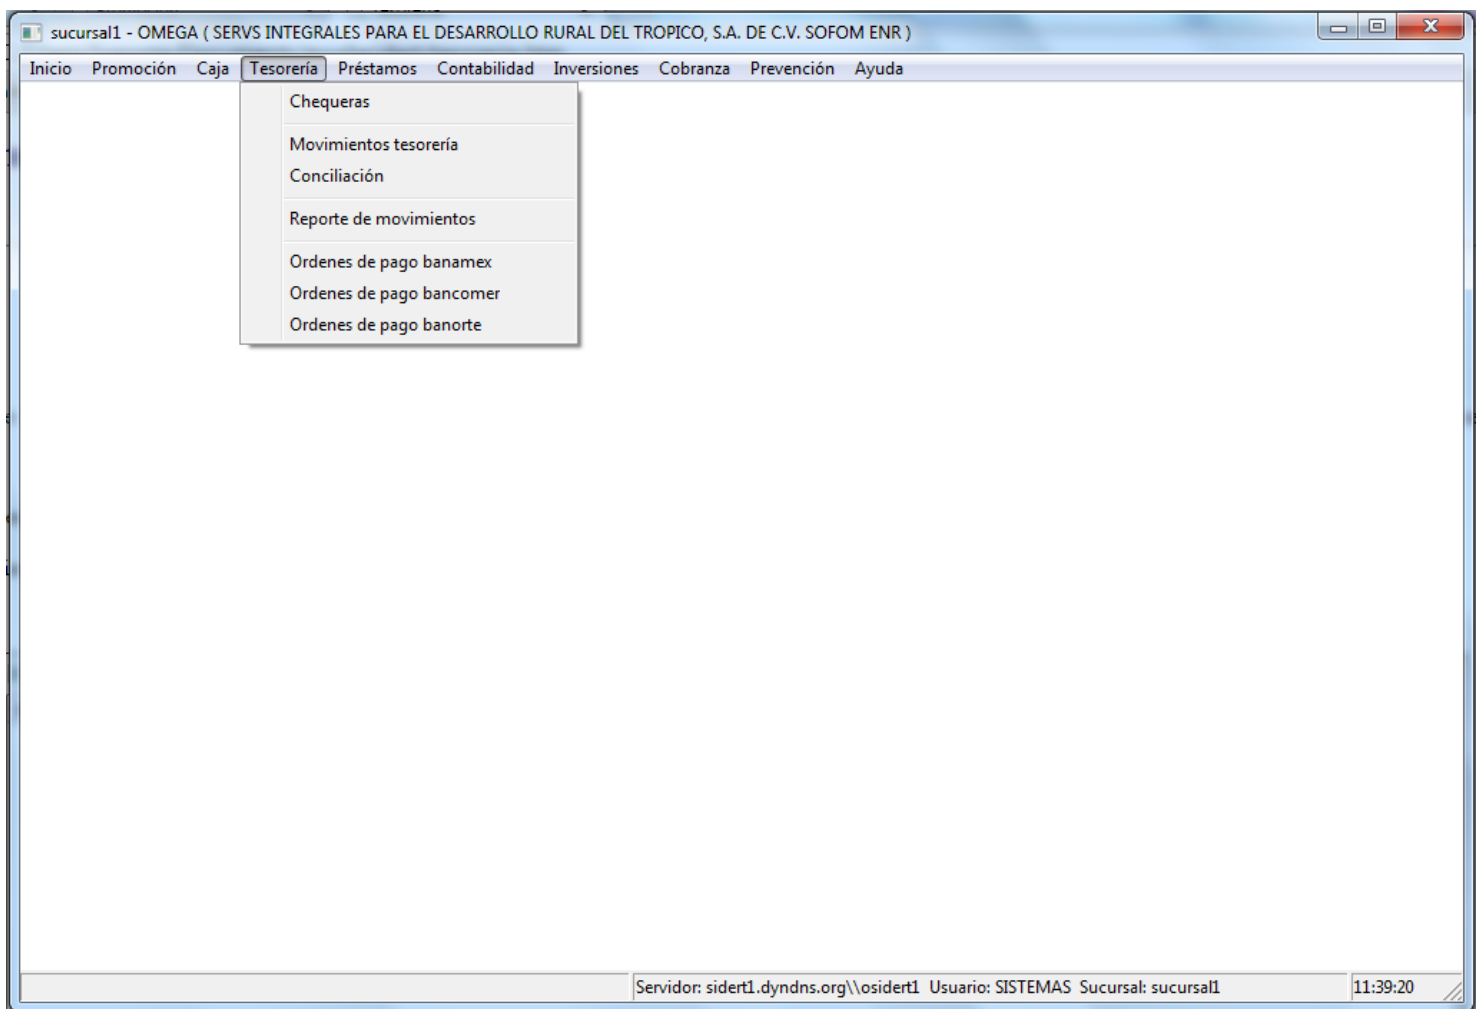 sucursal1 - OMEGA ( SERVS INTEGRALES PARA EL DESARROLLO RURAL DEL TROPICO, S.A. DE C.V. SOFOM ENR )
Inicio Promoción Caja Tesorería Préstamos Contabilidad Inversiones Cobranza Prevención Ayuda
Chequeras
Movimientos tesorería
Conciliación
Reporte de movimientos
Ordenes de pago banamex
Ordenes de pago bancomer
Ordenes de pago banorte
Servidor: sidert1.dyndns.org\\osidert1 Usuario: SISTEMAS Sucursal: sucursal1 11:39:20